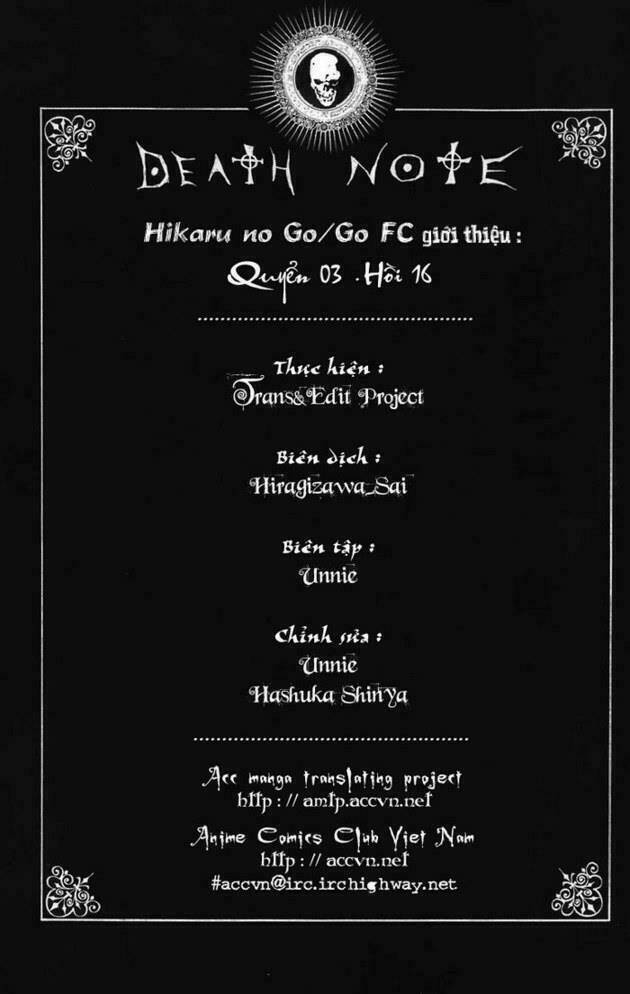 DEATH NOTE
Hikaru no Go/Go FC giới thiệu :
Quyển 03 . Hồi 16
Thực hiện :
Trans&Edit Project
Biên dịch :
Hiragizawa_Sai
Biên tập :
Unnie
Chỉnh sửa :
Unnie
Hashuka Shinya
Acc manga translating project
http : // amtp.accvn.net
Anime Comics Club Viet Nam
http : // accvn.net
#accvn@irc.irchighway.net